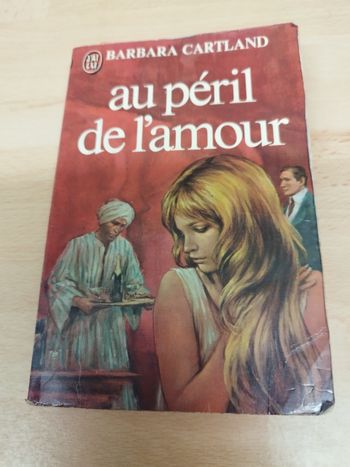 J'AI
LU
BARBARA CARTLAND
au péril
de l'amour